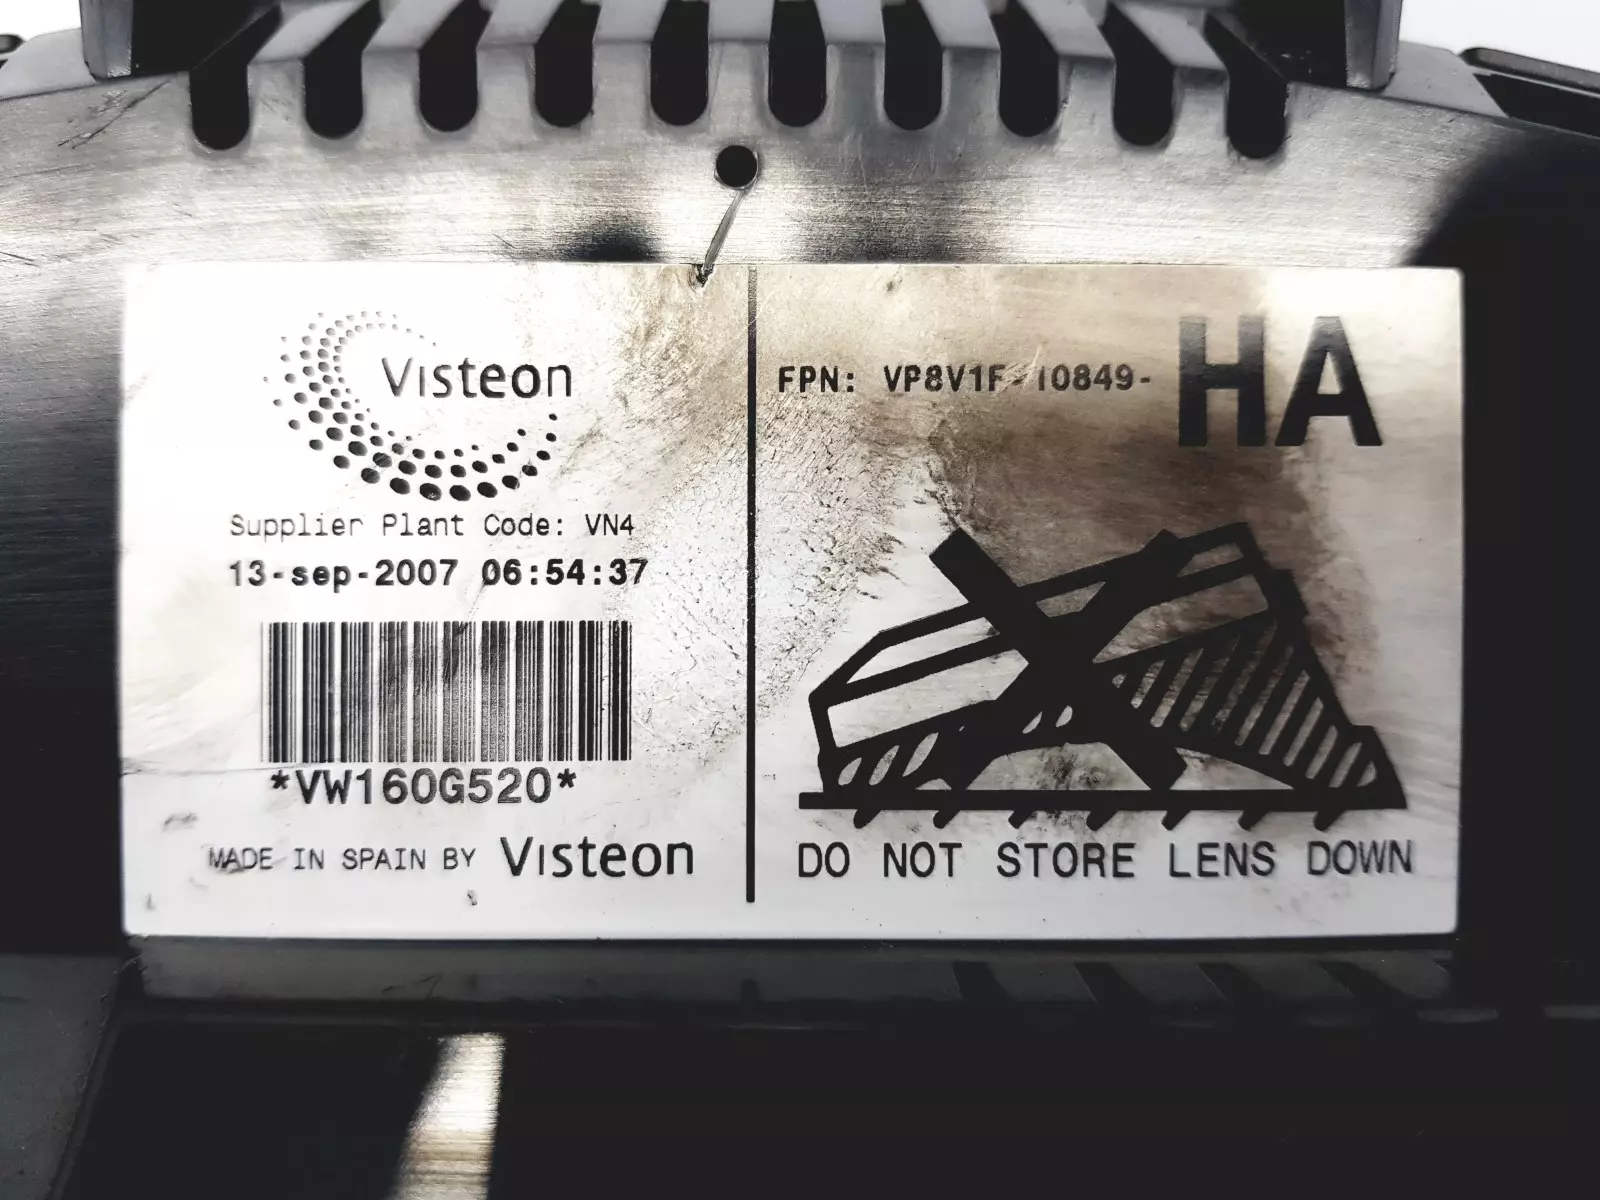 Visteon
Supplier Plant Code: VN4
13-sep-2007 06:54:37
*VW160G520*
MADE IN SPAIN BY Visteon
FPN: VP8V1F-10849-HA
DO NOT STORE LENS DOWN